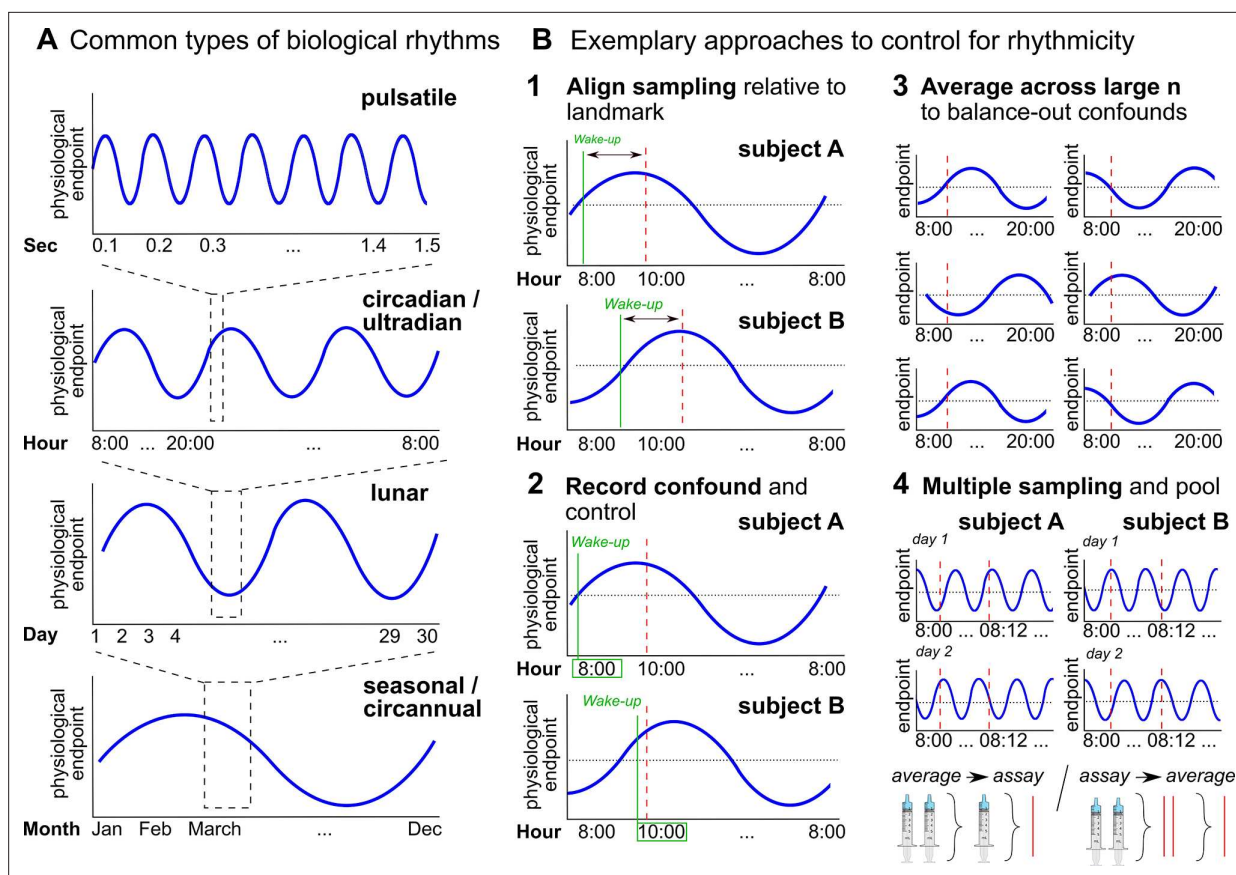 A Common types of biological rhythms
pulsatile
physiological
endpoint
Sec 0.1 0.2 0.3 ... 1.4 1.5
circadian /
ultradian
physiological
endpoint
Hour 8:00 ... 20:00 ... 8:00
lunar
physiological
endpoint
Day 1 2 3 4 ... 29 30
seasonal /
circannual
physiological
endpoint
Month Jan Feb March ... Dec
B Exemplary approaches to control for rhythmicity
1 Align sampling relative to
landmark
Wake-up
subject A
physiological
endpoint
Hour 8:00 10:00 ... 8:00
Wake-up
subject B
physiological
endpoint
Hour 8:00 10:00 ... 8:00
2 Record confound and
control
subject A
Wake-up
physiological
endpoint
Hour 8:00 10:00 ... 8:00
Wake-up
subject B
physiological
endpoint
Hour 8:00 10:00 ... 8:00
3 Average across large n
to balance-out confounds
endpoint
8:00 ... 20:00
endpoint
8:00 ... 20:00
endpoint
8:00 ... 20:00
endpoint
8:00 ... 20:00
endpoint
8:00 ... 20:00
endpoint
8:00 ... 20:00
4 Multiple sampling and pool
subject A
subject B
day 1
endpoint
8:00 ... 08:12 ...
day 1
endpoint
8:00 ... 08:12 ...
day 2
endpoint
8:00 ... 08:12 ...
day 2
endpoint
8:00 ... 08:12 ...
average assay / assay average